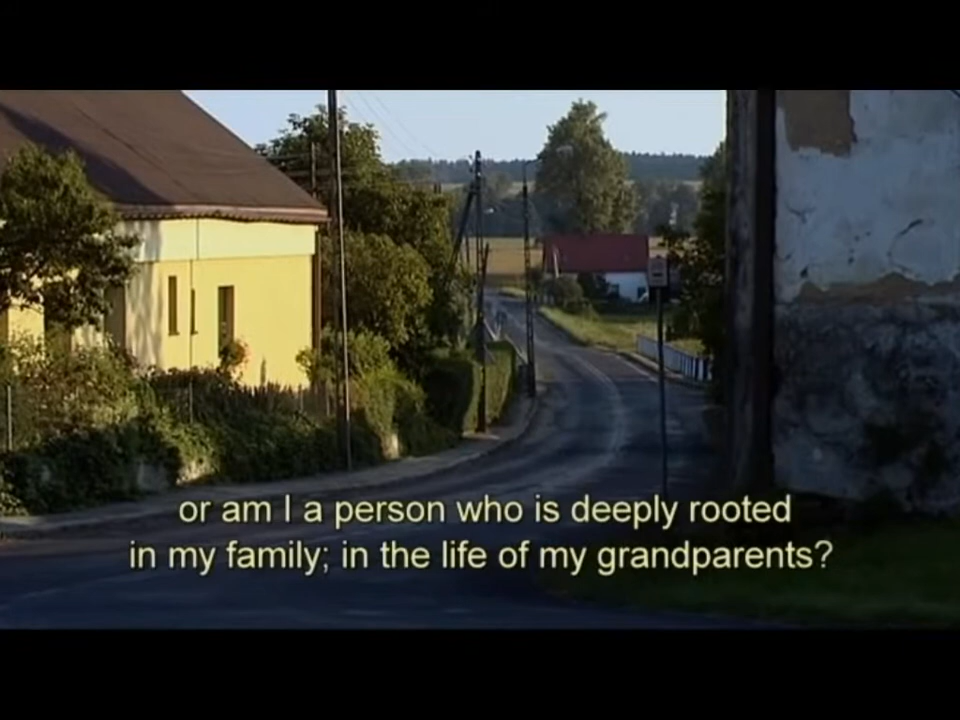 or am I a person who is deeply rooted
in my family; in the life of my grandparents?